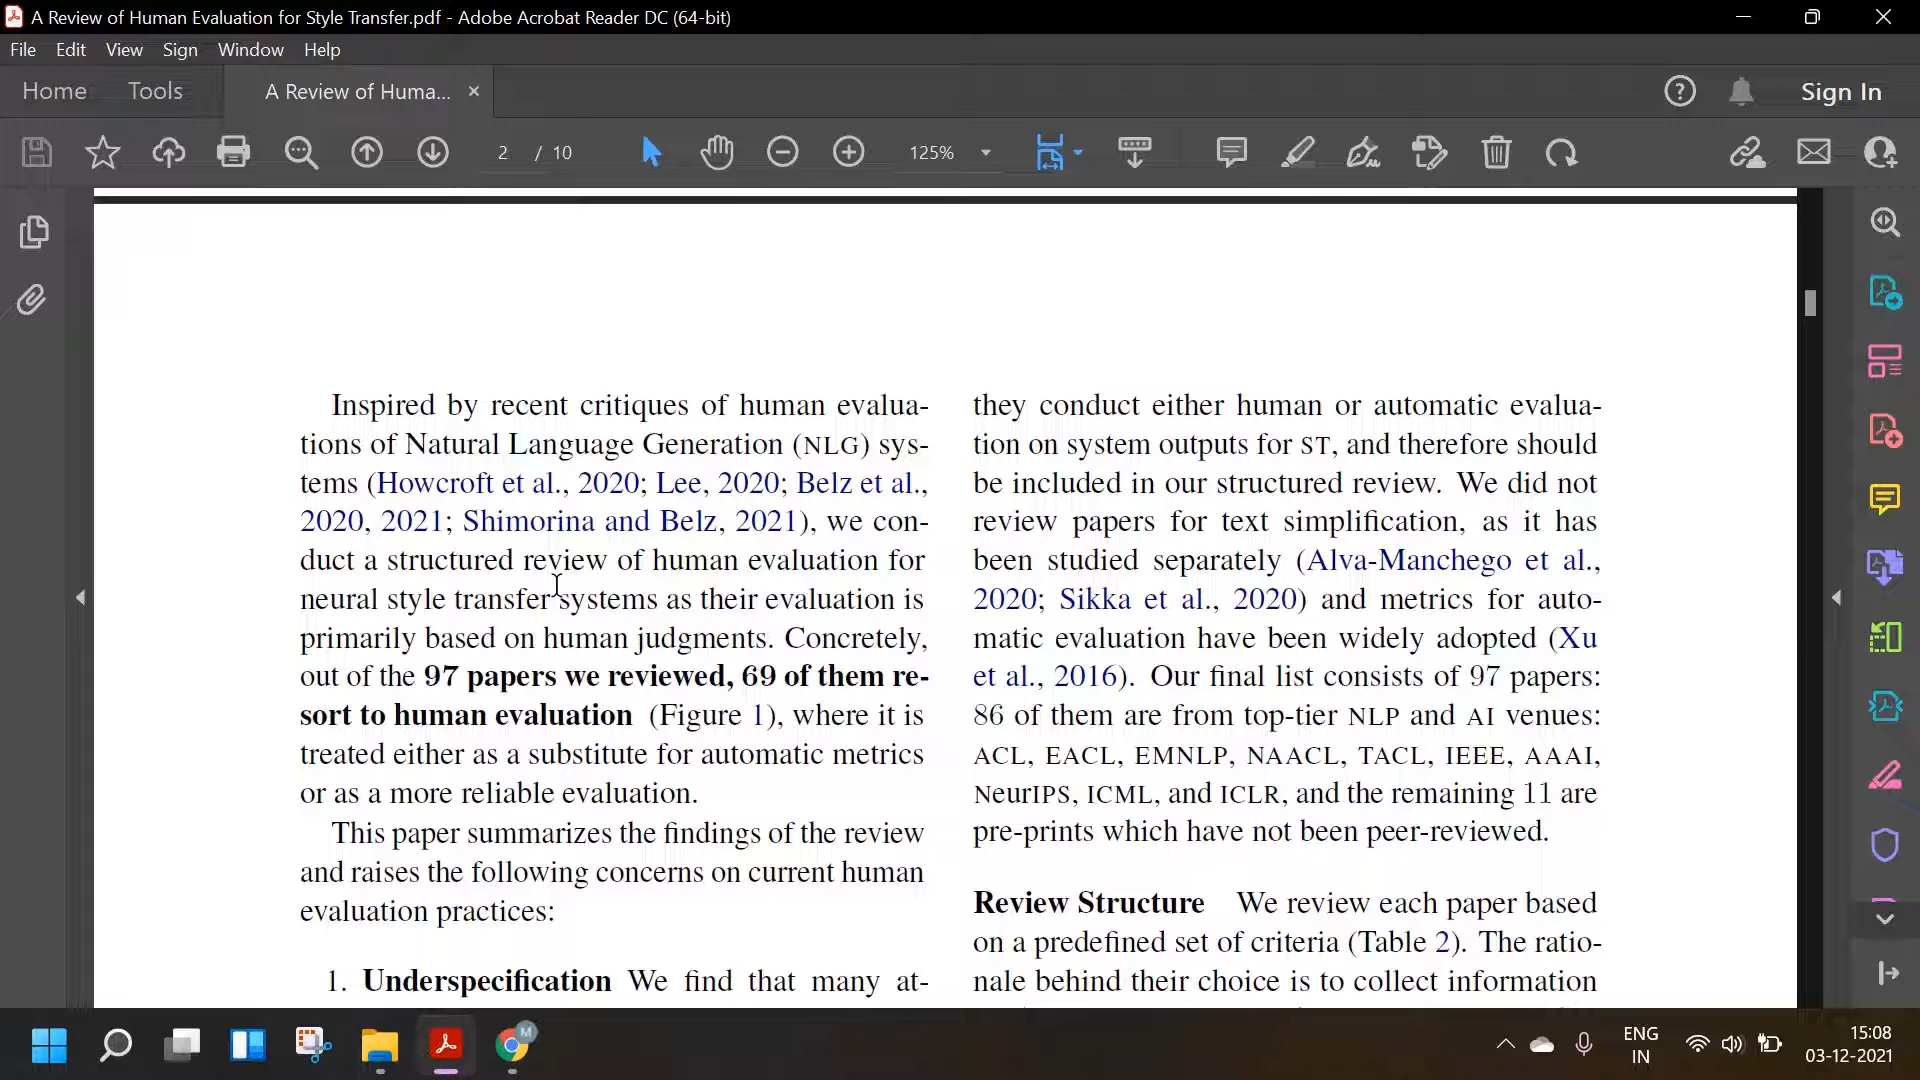 A Review of Human Evaluation for Style Transfer.pdf - Adobe Acrobat Reader DC (64-bit)
File Edit View Sign Window Help
Home Tools A Review of Huma... × Sign In
2 / 10 125%
Inspired by recent critiques of human evalua-
tions of Natural Language Generation (NLG) sys-
tems (Howcroft et al., 2020; Lee, 2020; Belz et al.,
2020, 2021; Shimorina and Belz, 2021), we con-
duct a structured review of human evaluation for
neural style transfer systems as their evaluation is
primarily based on human judgments. Concretely,
out of the 97 papers we reviewed, 69 of them re-
sort to human evaluation (Figure 1), where it is
treated either as a substitute for automatic metrics
or as a more reliable evaluation.
This paper summarizes the findings of the review
and raises the following concerns on current human
evaluation practices:
1. Underspecification We find that many at-
they conduct either human or automatic evalua-
tion on system outputs for ST, and therefore should
be included in our structured review. We did not
review papers for text simplification, as it has
been studied separately (Alva-Manchego et al.,
2020; Sikka et al., 2020) and metrics for auto-
matic evaluation have been widely adopted (Xu
et al., 2016). Our final list consists of 97 papers:
86 of them are from top-tier NLP and AI venues:
ACL, EACL, EMNLP, NAACL, TACL, IEEE, AAAI,
NeurIPS, ICML, and ICLR, and the remaining 11 are
pre-prints which have not been peer-reviewed.
Review Structure We review each paper based
on a predefined set of criteria (Table 2). The ratio-
nale behind their choice is to collect information
M
ENG
IN
15:08
03-12-2021